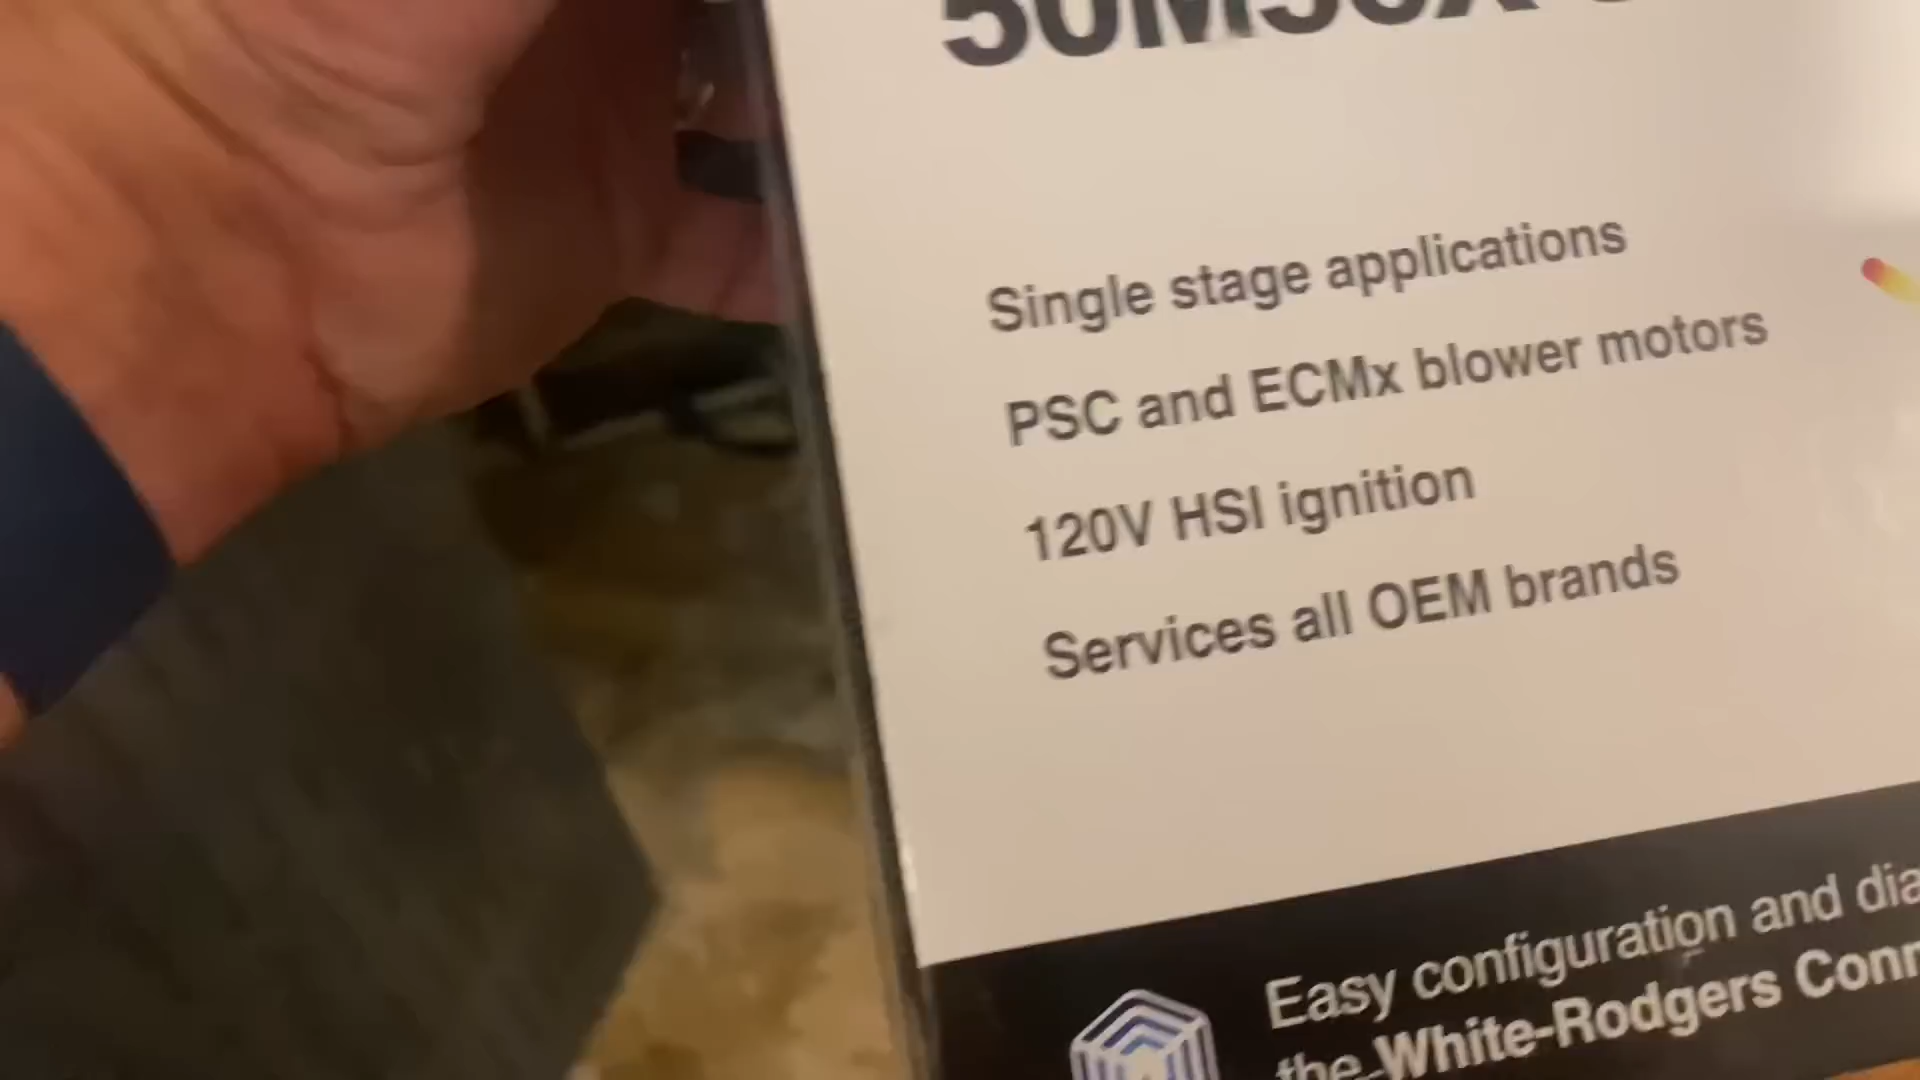 Single stage applications
PSC and ECMx blower motors
120V HSI ignition
Services all OEM brands
Easy configuration and
the White-Rodgers